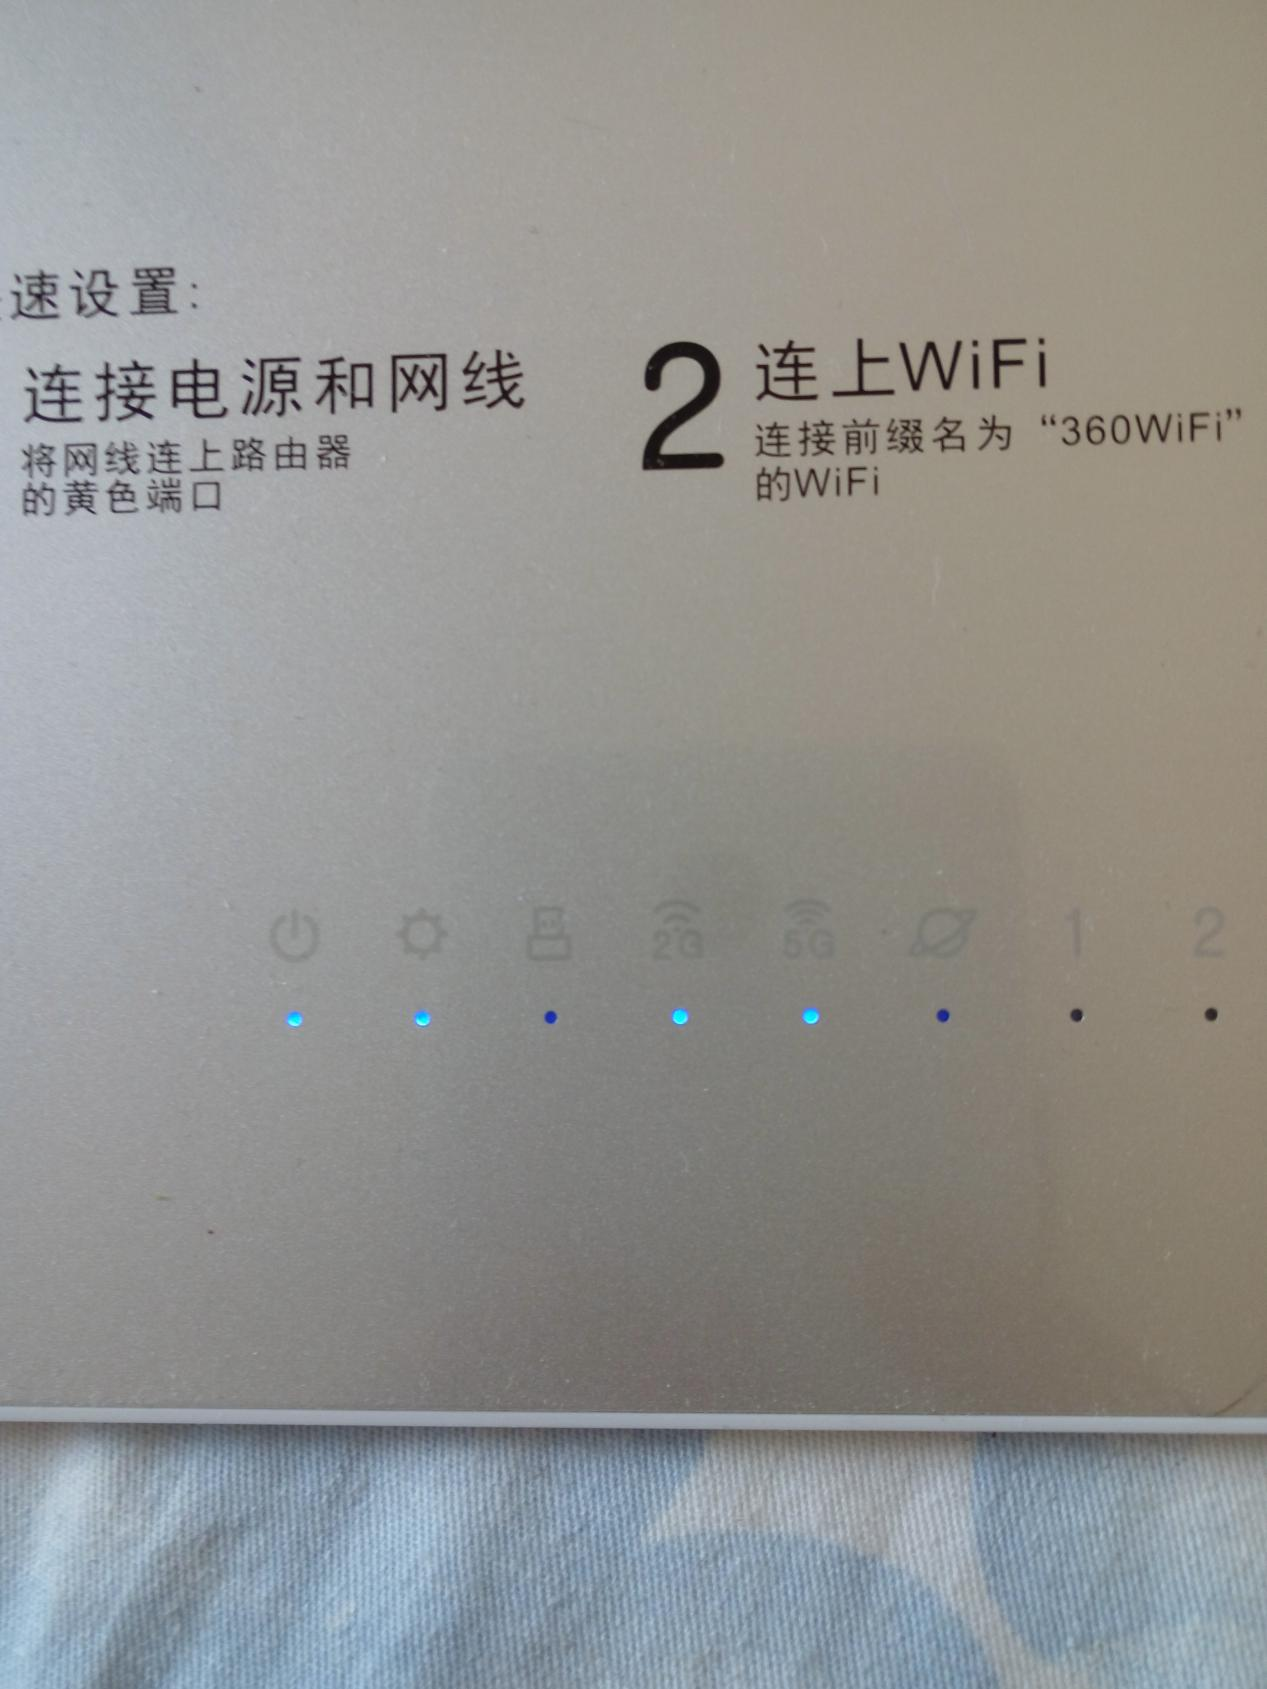 速设置:
连接电源和网线
将网线连上路由器
的黄色端口
2 连上WiFi
连接前缀名为“360WiFi”
的WiFi
2G 5G 1 2